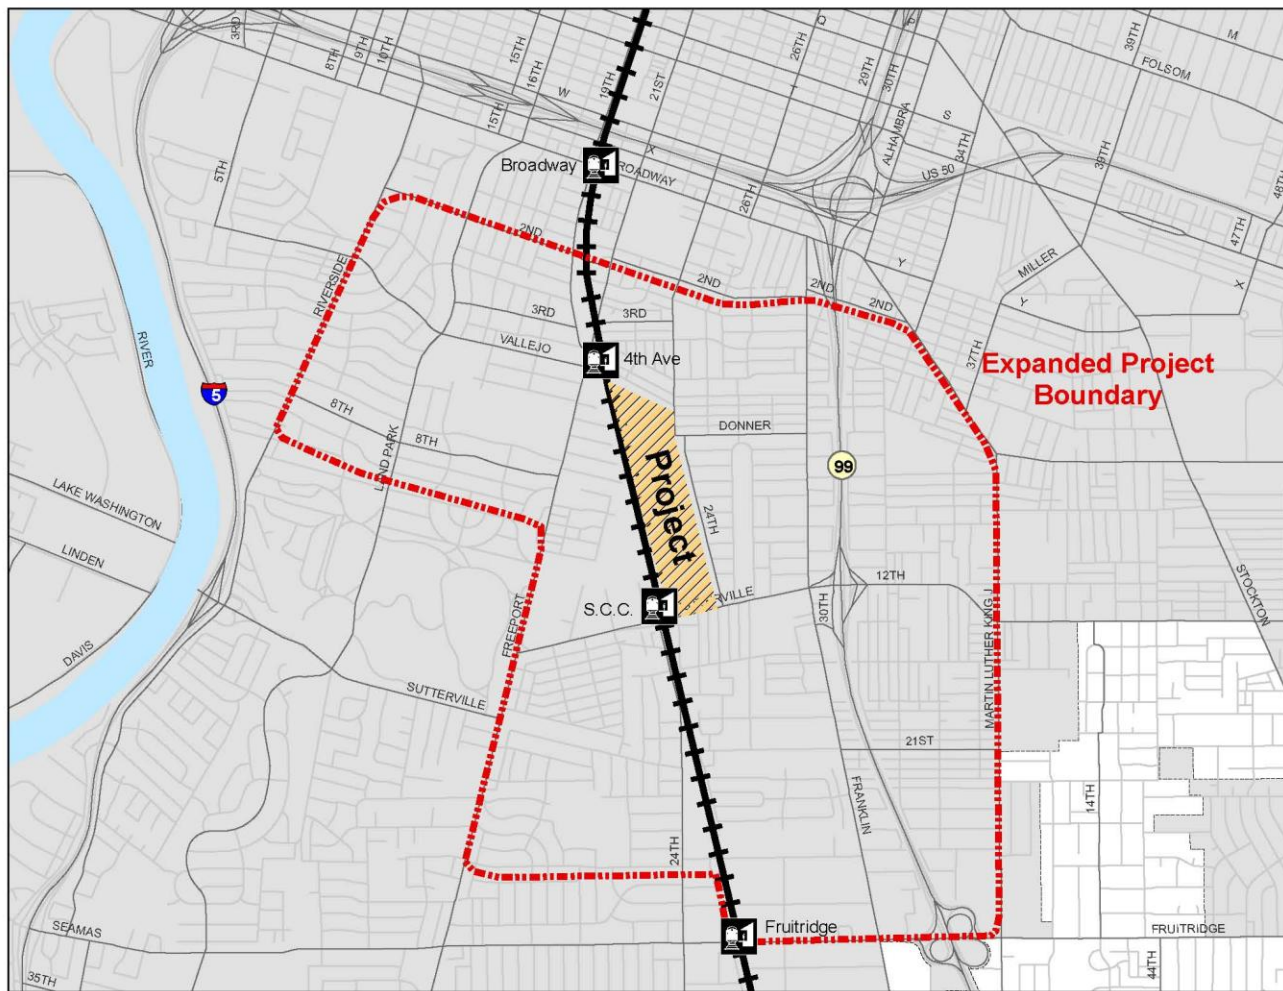 3RD
8TH
9TH
10TH
15TH
16TH
19TH
21ST
26TH
Q
29TH
30TH
P
39TH
M
FOLSOM
W
15TH
X
S
ALHAMBRA
34TH
39TH
48TH
US 50
Broadway
ROADWAY
26TH
5TH
47TH
X
2ND
Y
MILLER
Y
RIVERSIDE
2ND
2ND
2ND
3RD
3RD
VALLEJO
4th Ave
37TH
Expanded Project
Boundary
RIVER
5
8TH
8TH
LAND PARK
DONNER
Project
99
24TH
LAKE WASHINGTON
LINDEN
12TH
S.C.C.
RVILLE
30TH
STOCKTON
FREEPORT
DAVIS
SUTTERVILLE
MARTIN LUTHER KING J
21ST
FRANKLIN
14TH
24TH
SEAMAS
Fruitridge
FRUITRIDGE
35TH
44TH